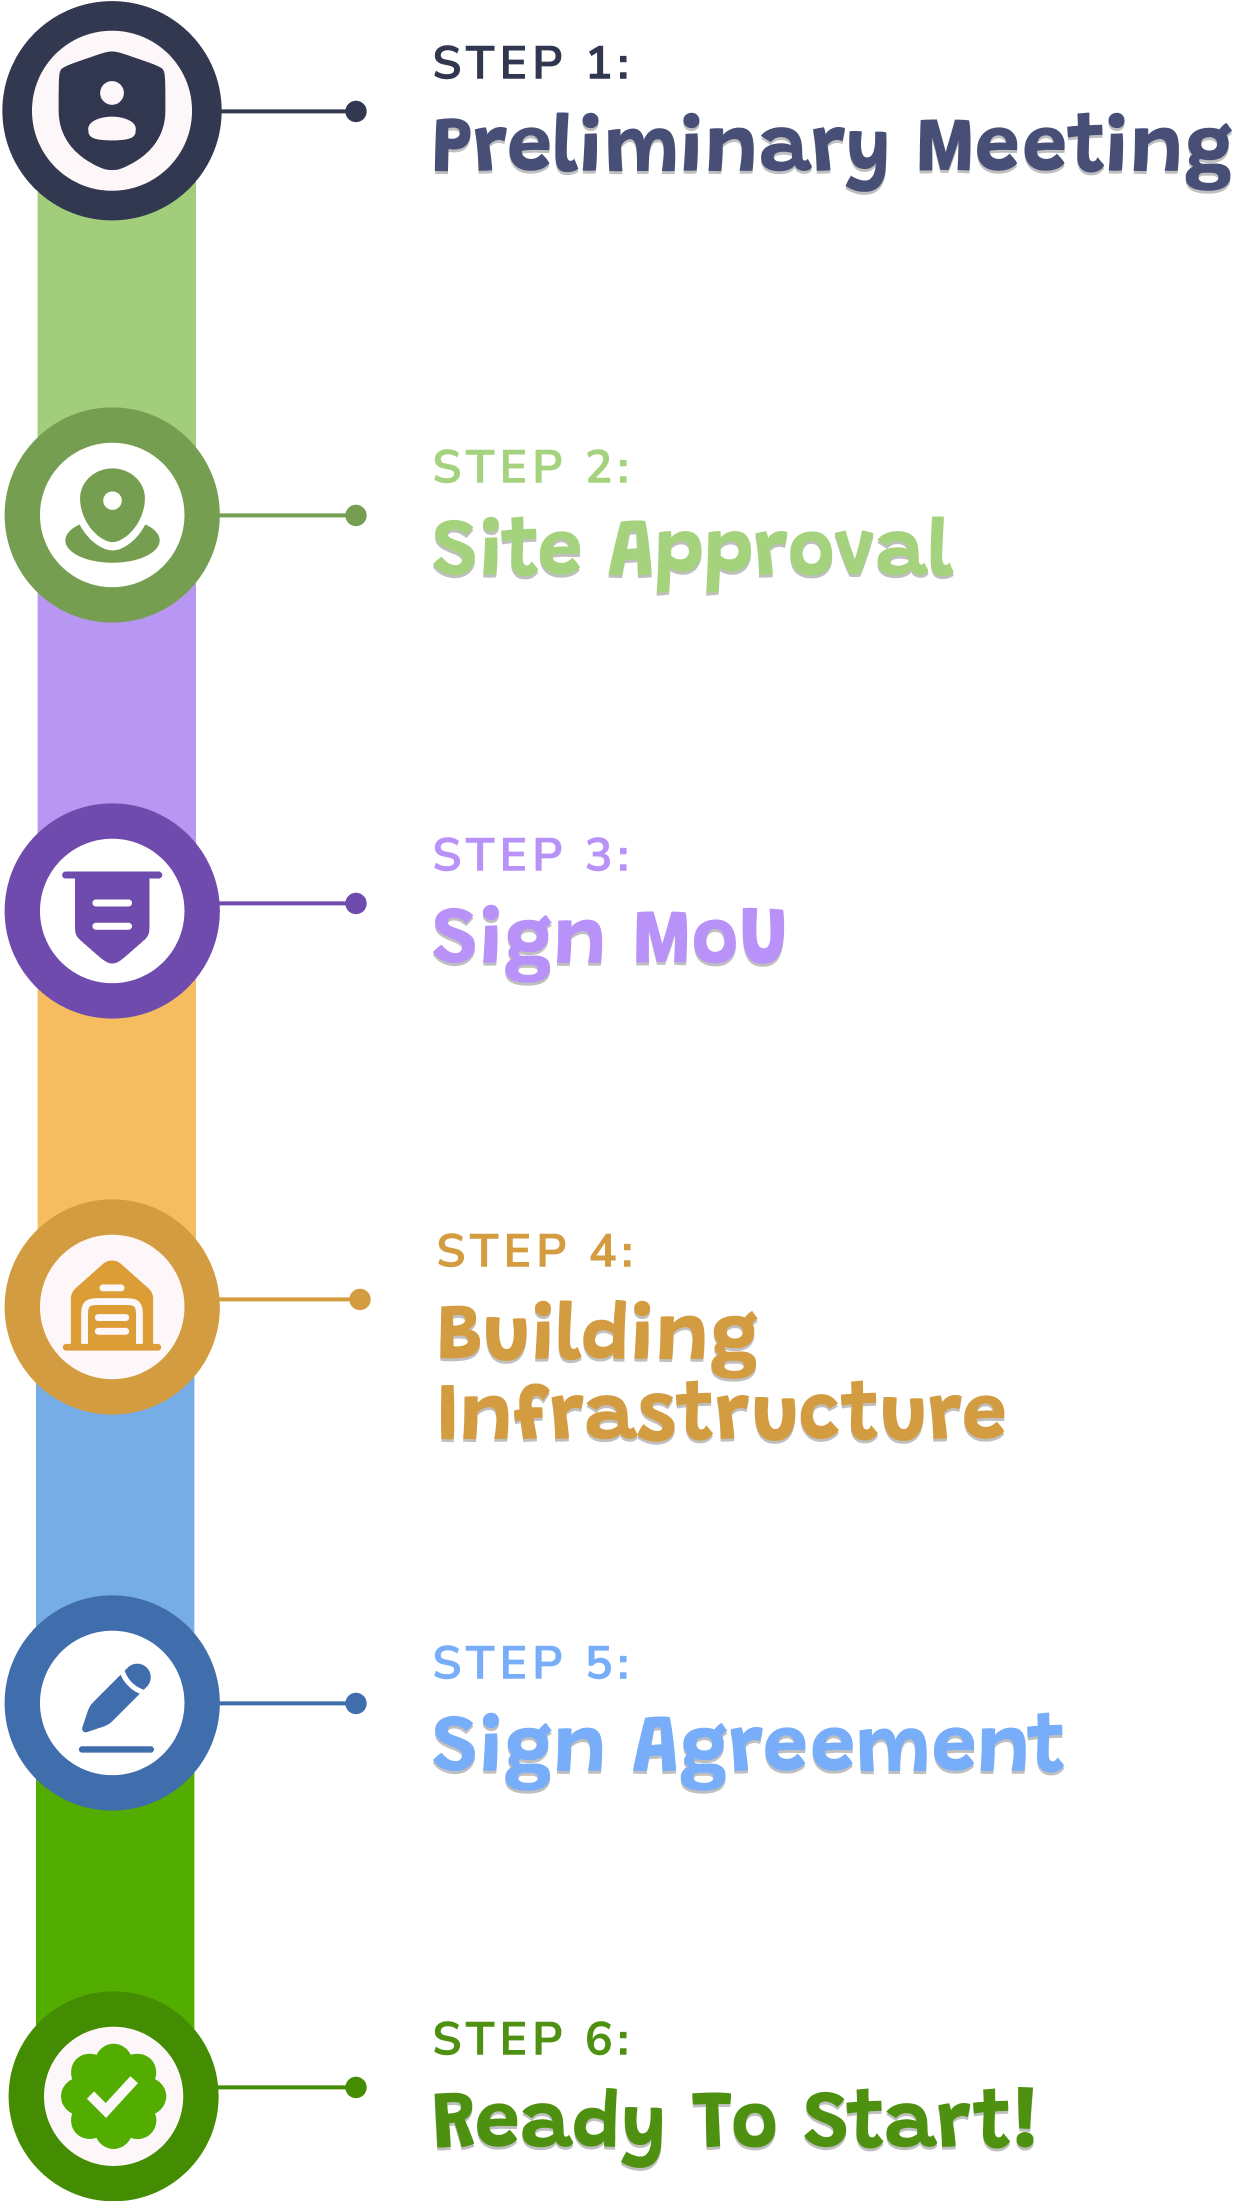 STEP 1:
Preliminary Meeting
STEP 2:
Site Approval
STEP 3:
Sign MoU
STEP 4:
Building
Infrastructure
STEP 5:
Sign Agreement
STEP 6:
Ready To Start!